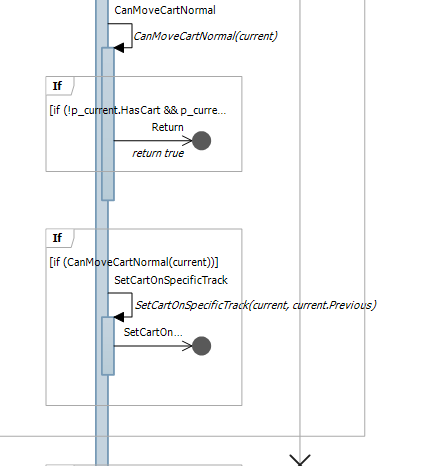 CanMoveCartNormal
CanMoveCartNormal(current)
If
[if (!p_current.HasCart && p_curre...
Return
return true
If
[if (CanMoveCartNormal(current))]
SetCartOnSpecificTrack
SetCartOnSpecificTrack(current, current.Previous)
SetCartOn...